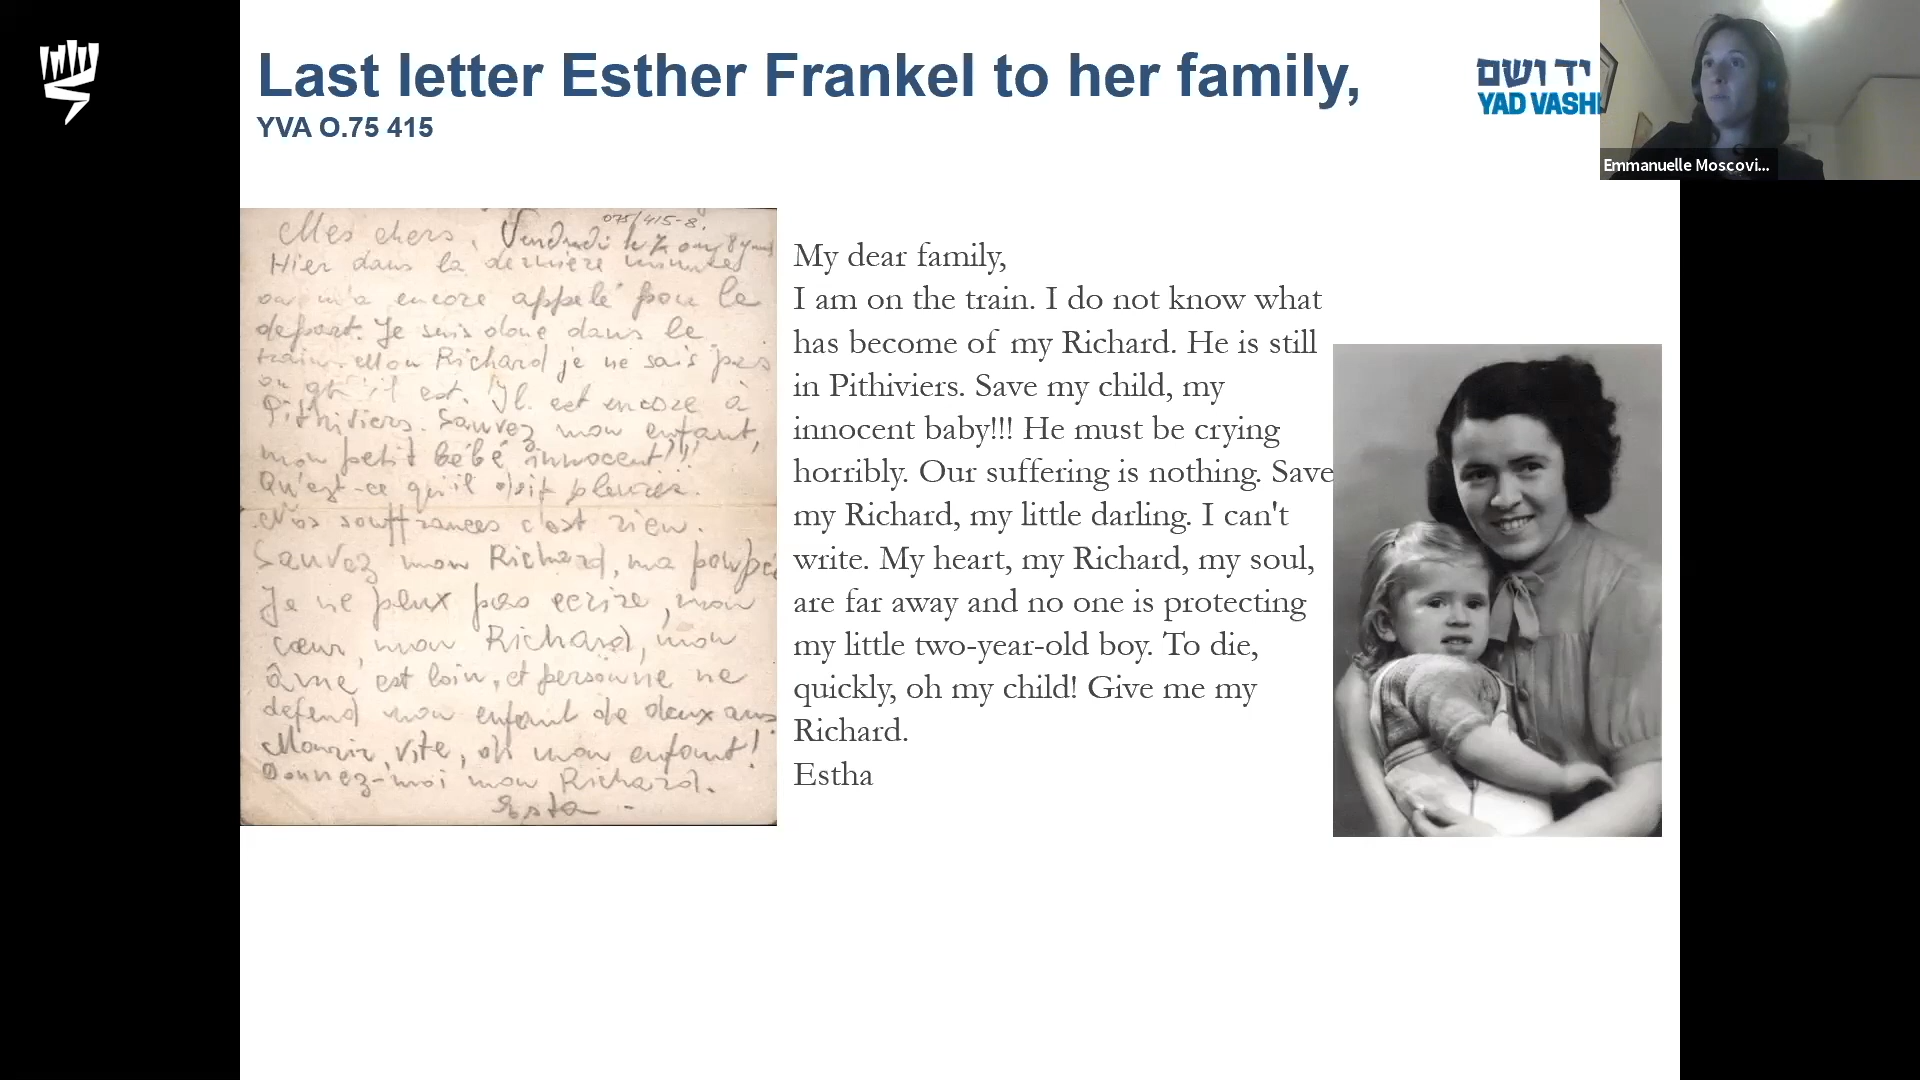 Last letter Esther Frankel to her family,
YVA O.75 415
יד ושם
YAD VASH
Emmanuelle Moscovi...
075/415-8.
Mes chers, Vendredi le 7
Hier dans la dernière minutes
on m'a encore appelé pour le
depart. Je suis donc dans le
train. Mon Richard je ne sais pas
il est. Il est encore à
Pithiviers. Sauvez mon enfant,
mon petit bébé innocent!!!
Qu'est-ce qu'il doit pleurer.
Nos souffrances c'est rien.
Sauvez mon Richard, ma poupée
Je ne peux pas ecrire, mon
cœur, mon Richard, mon
âme est loin, et personne ne
defend mon enfant de deux ans
Mourir, vite, oh mon enfant!
Donnez-moi mon Richard.
Esta -
My dear family,
I am on the train. I do not know what
has become of my Richard. He is still
in Pithiviers. Save my child, my
innocent baby!!! He must be crying
horribly. Our suffering is nothing. Save
my Richard, my little darling. I can't
write. My heart, my Richard, my soul,
are far away and no one is protecting
my little two-year-old boy. To die,
quickly, oh my child! Give me my
Richard.
Estha